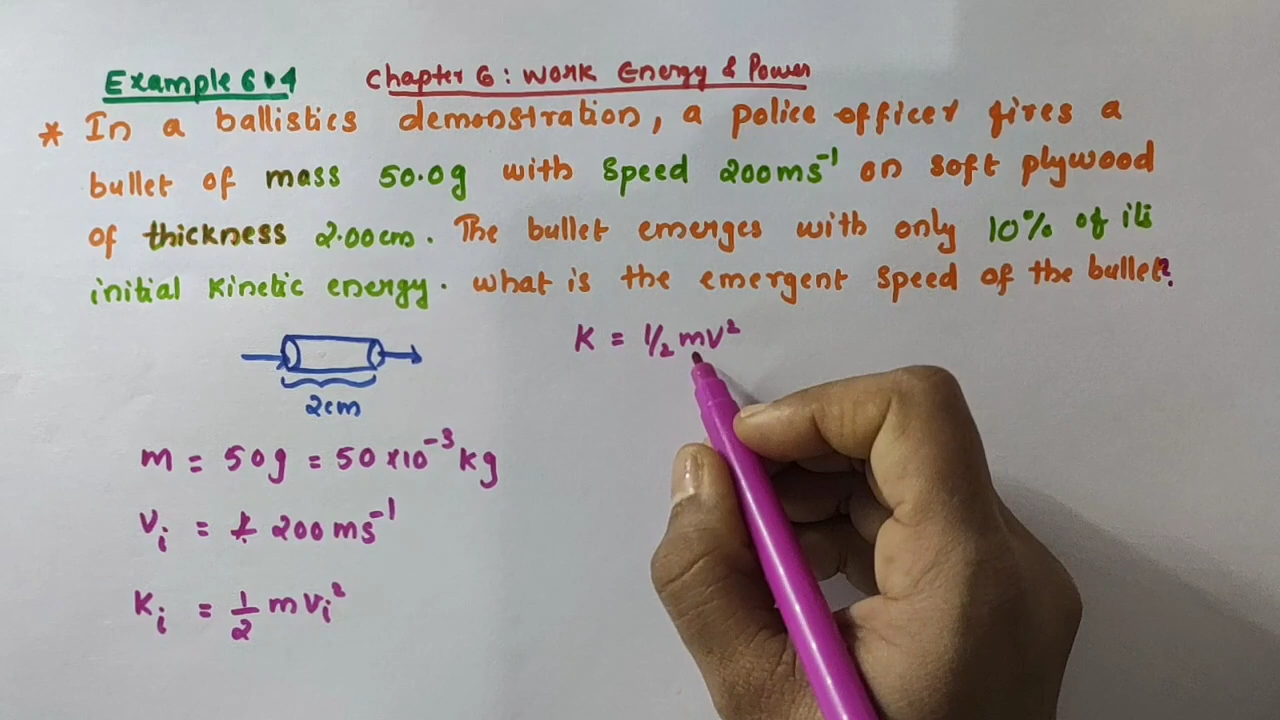 Example 6.4 Chapter 6: Work Energy & Power
* In a ballistics demonstration, a police officer fires a
bullet of mass 50.0g with speed 200ms⁻¹ on soft plywood
of thickness 2.00cm. The bullet emerges with only 10% of its
initial kinetic energy. What is the emergent speed of the bullet?
K = 1/2 mv²
2cm
m = 50g = 50×10⁻³ kg
Vi = 200 ms⁻¹
Ki = 1/2 m Vi²